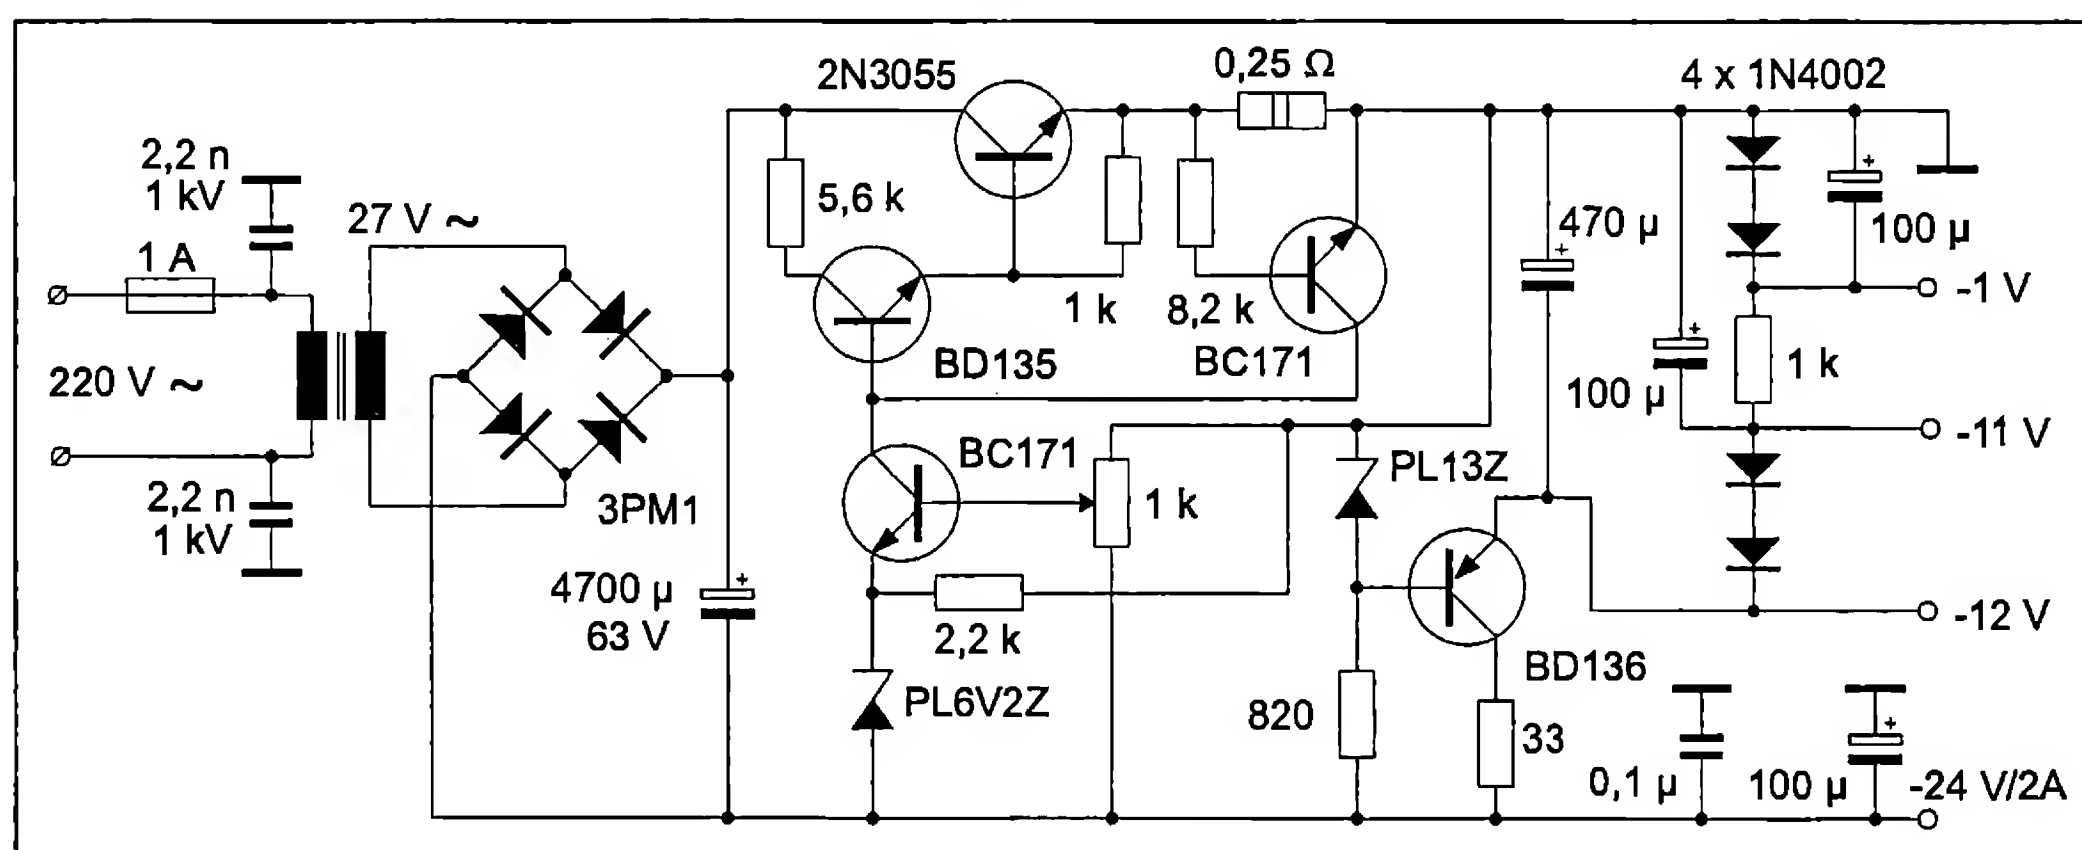 2N3055
0,25 Ω
4 x 1N4002
2,2 n
1 kV
27 V ~
5,6 k
470 µ
+
+
100 µ
1 A
1 k
8,2 k
-1 V
220 V ~
BD135
BC171
+
100 µ
1 k
-11 V
BC171
PL13Z
2,2 n
1 kV
3PM1
1 k
4700 µ
63 V
+
2,2 k
-12 V
PL6V2Z
BD136
820
33
+
0,1 µ
100 µ
-24 V/2A